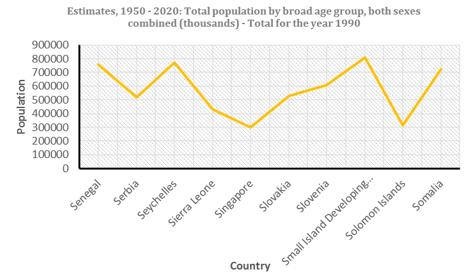 Estimates, 1950 - 2020: Total population by broad age group, both sexes
combined (thousands) - Total for the year 1990
900000
800000
700000
600000
500000
400000
300000
200000
100000
0
Population
Senegal
Serbia
Seychelles
Sierra Leone
Singapore
Slovakia
Slovenia
Small Island Developing...
Solomon Islands
Somalia
Country